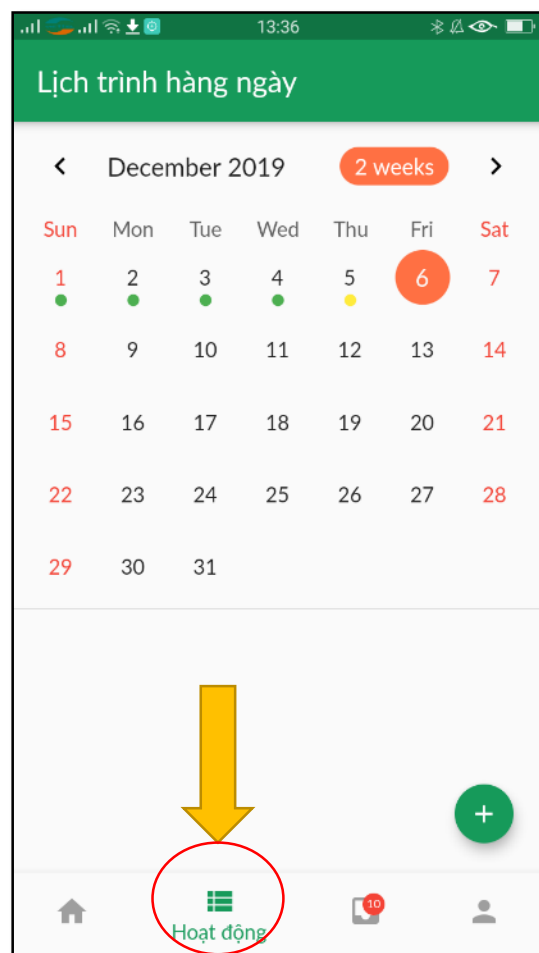 13:36
Lịch trình hàng ngày
December 2019 2 weeks
Sun Mon Tue Wed Thu Fri Sat
1 2 3 4 5 6 7
8 9 10 11 12 13 14
15 16 17 18 19 20 21
22 23 24 25 26 27 28
29 30 31
+
10
Hoạt động